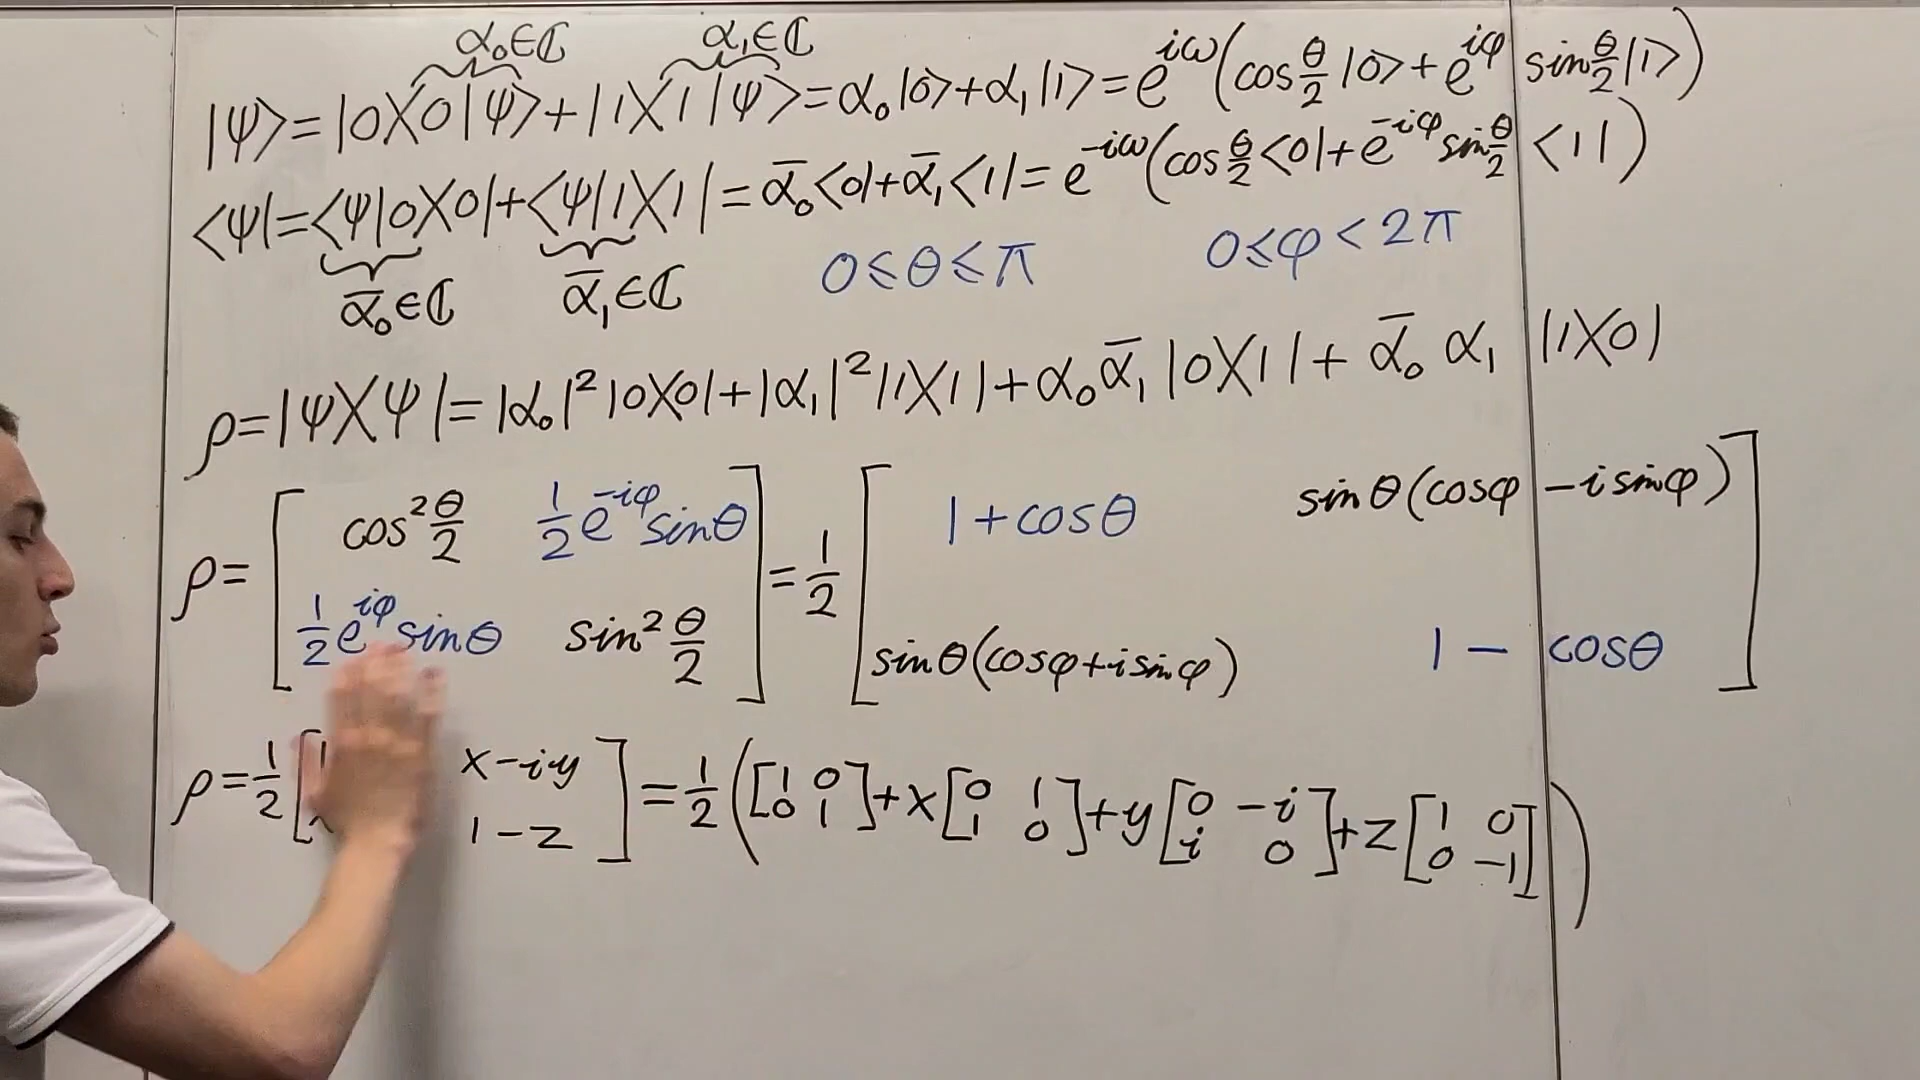 α₀∈ℂ α₁∈ℂ
|ψ⟩=|0⟩⟨0|ψ⟩+|1⟩⟨1|ψ⟩=α₀|0⟩+α₁|1⟩=e^{iω}(cos θ/2 |0⟩+e^{iφ} sin θ/2 |1⟩)
⟨ψ|=⟨ψ|0⟩⟨0|+⟨ψ|1⟩⟨1|=ᾱ₀⟨0|+ᾱ₁⟨1|=e^{-iω}(cos θ/2 ⟨0|+e^{-iφ} sin θ/2 ⟨1|)
ᾱ₀∈ℂ ᾱ₁∈ℂ 0≤θ≤π 0≤φ<2π
ρ=|ψ⟩⟨ψ|=|α₀|²|0⟩⟨0|+|α₁|²|1⟩⟨1|+α₀ᾱ₁|0⟩⟨1|+ᾱ₀α₁|1⟩⟨0|
ρ=[cos² θ/2 1/2 e^{-iφ} sinθ; 1/2 e^{iφ} sinθ sin² θ/2]=1/2[1+cosθ sinθ(cosφ-i sinφ); sinθ(cosφ+i sinφ) 1-cosθ]
ρ=1/2[x-iy; 1-z]=1/2([1 0; 0 1]+x[0 1; 1 0]+y[0 -i; i 0]+z[1 0; 0 -1])